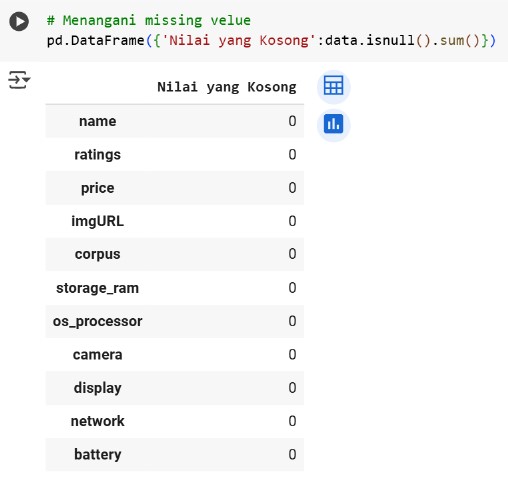 # Menangani missing velue
pd.DataFrame({'Nilai yang Kosong':data.isnull().sum()})
Nilai yang Kosong
name 0
ratings 0
price 0
imgURL 0
corpus 0
storage_ram 0
os_processor 0
camera 0
display 0
network 0
battery 0